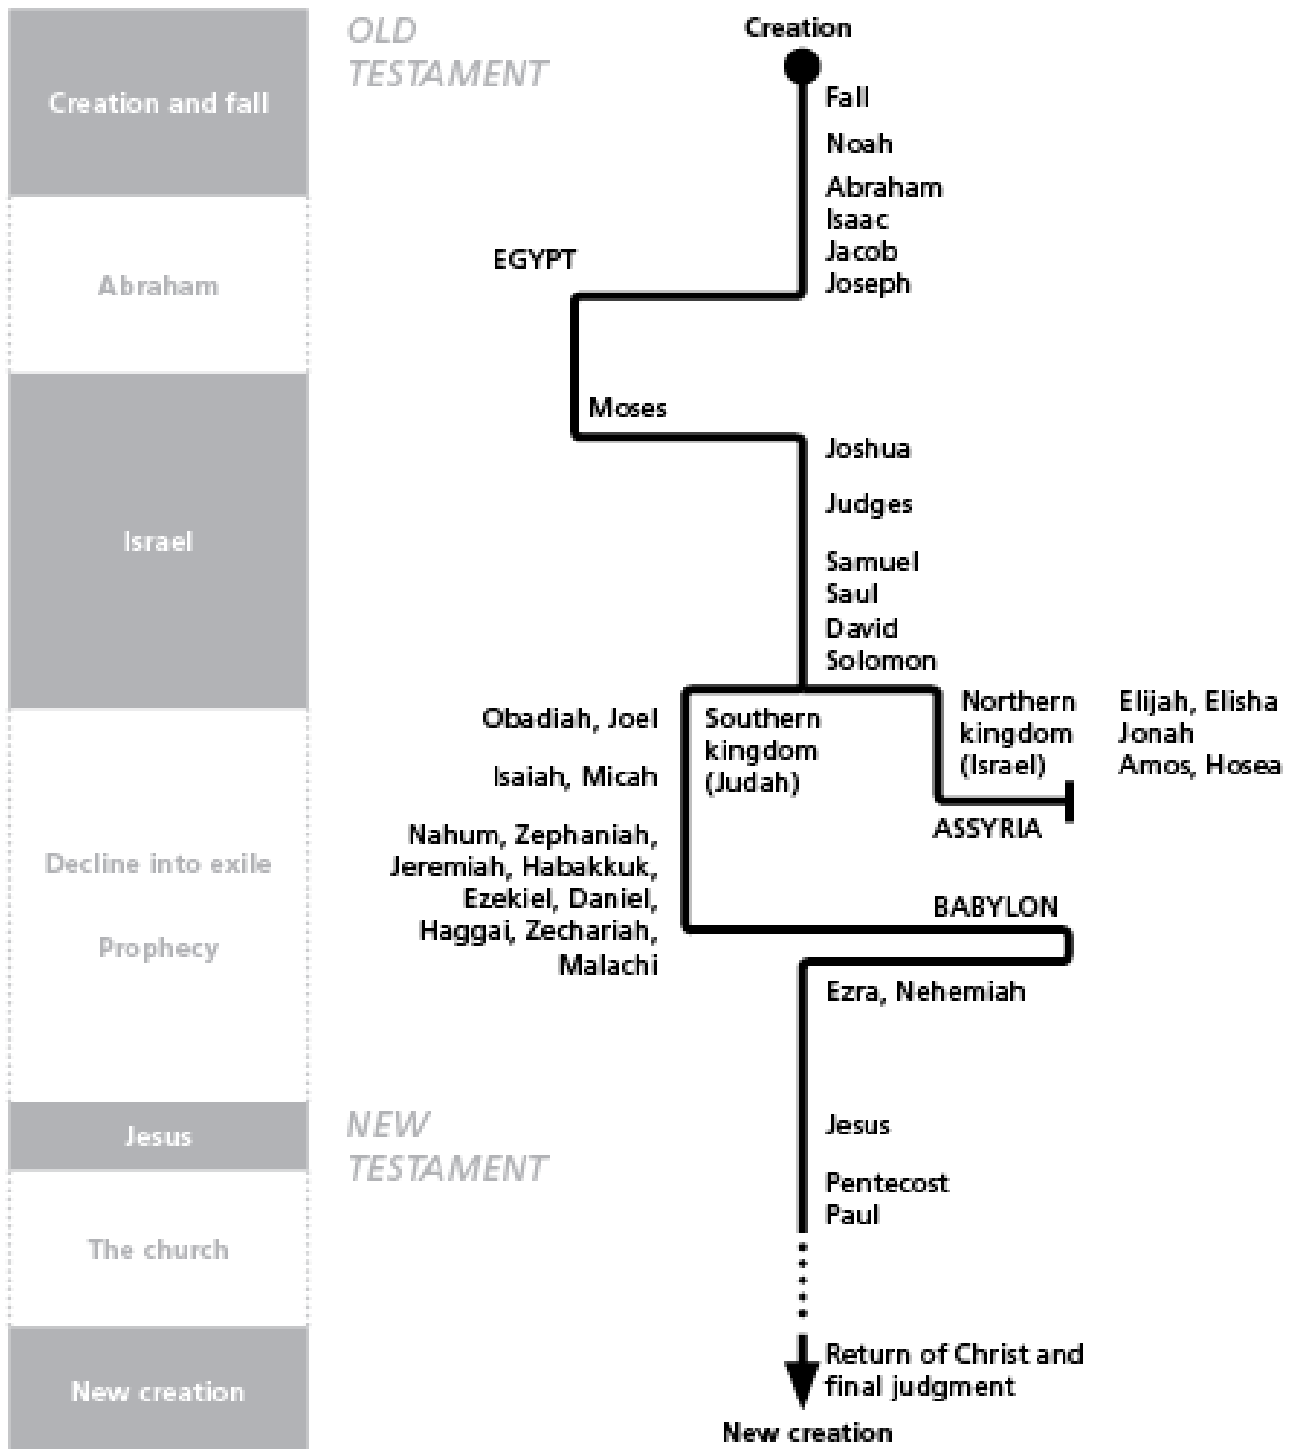 Creation and fall
Abraham
Israel
Decline into exile
Prophecy
Jesus
The church
New creation
OLD
TESTAMENT
NEW
TESTAMENT
Creation
Fall
Noah
Abraham
Isaac
Jacob
Joseph
EGYPT
Moses
Joshua
Judges
Samuel
Saul
David
Solomon
Obadiah, Joel
Isaiah, Micah
Nahum, Zephaniah,
Jeremiah, Habakkuk,
Ezekiel, Daniel,
Haggai, Zechariah,
Malachi
Southern
kingdom
(Judah)
Northern
kingdom
(Israel)
Elijah, Elisha
Jonah
Amos, Hosea
ASSYRIA
BABYLON
Ezra, Nehemiah
Jesus
Pentecost
Paul
Return of Christ and
final judgment
New creation